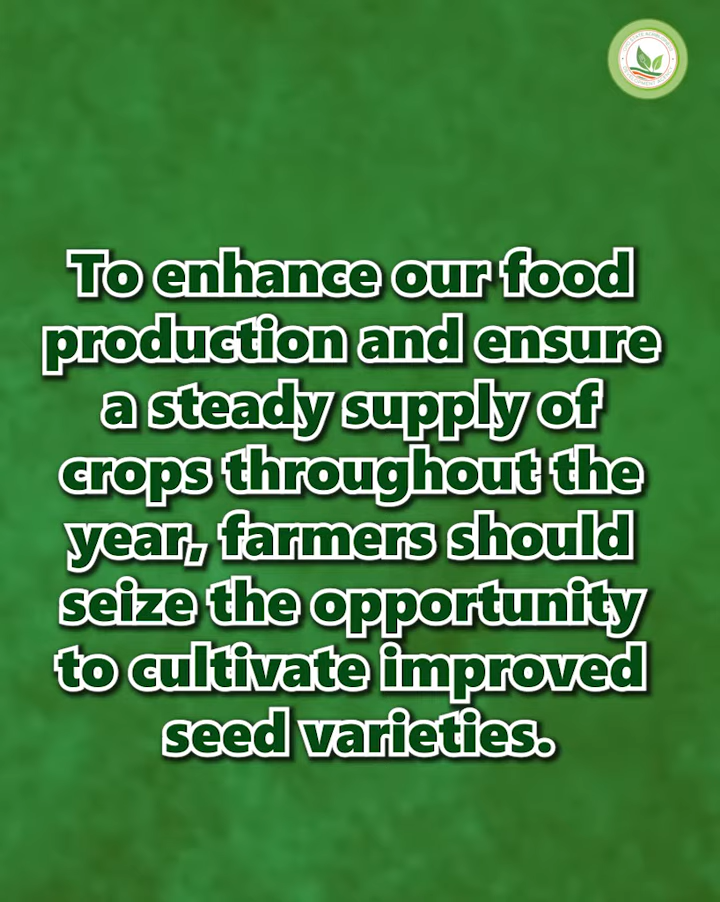 To enhance our food
production and ensure
a steady supply of
crops throughout the
year, farmers should
seize the opportunity
to cultivate improved
seed varieties.